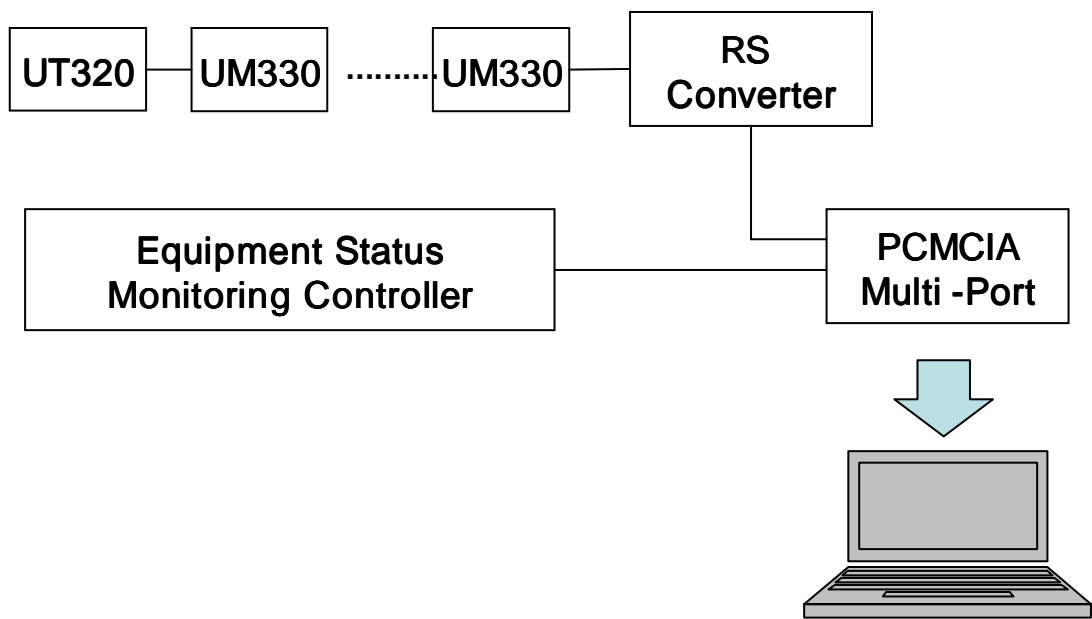 UT320
UM330
..........
UM330
RS
Converter
Equipment Status
Monitoring Controller
PCMCIA
Multi -Port